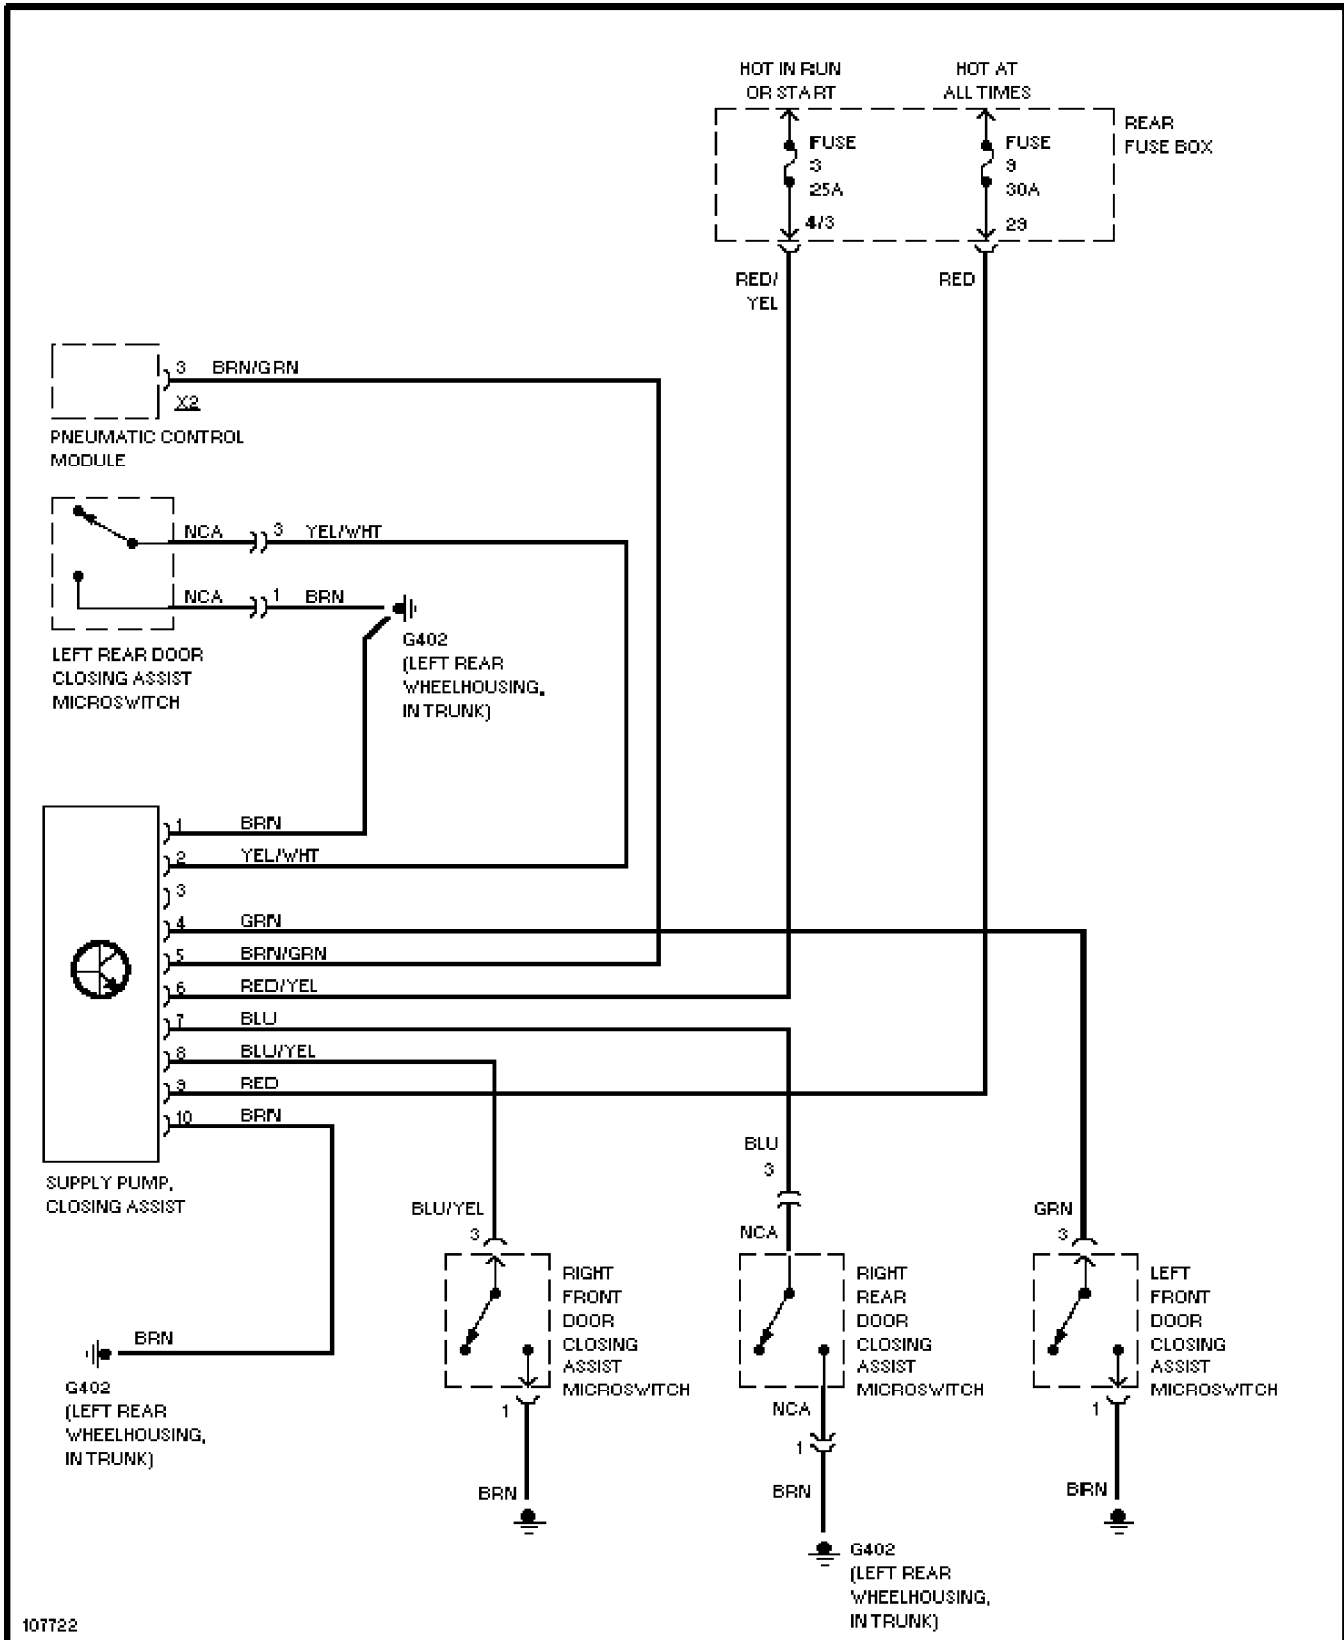 HOT IN RUN
OR START
HOT AT
ALL TIMES
REAR
FUSE BOX
FUSE
3
25A
4/3
FUSE
9
30A
29
RED/
YEL
RED
3 BRN/GRN
X2
PNEUMATIC CONTROL
MODULE
NCA 3 YEL/WHT
NCA 1 BRN
LEFT REAR DOOR
CLOSING ASSIST
MICROSWITCH
G402
(LEFT REAR
WHEELHOUSING,
IN TRUNK)
1 BRN
2 YEL/WHT
3
4 GRN
5 BRN/GRN
6 RED/YEL
7 BLU
8 BLU/YEL
9 RED
10 BRN
SUPPLY PUMP,
CLOSING ASSIST
BLU/YEL
3
RIGHT
FRONT
DOOR
CLOSING
ASSIST
MICROSWITCH
1
BRN
BLU
3
NCA
RIGHT
REAR
DOOR
CLOSING
ASSIST
MICROSWITCH
NCA
1
BRN
G402
(LEFT REAR
WHEELHOUSING,
IN TRUNK)
GRN
3
LEFT
FRONT
DOOR
CLOSING
ASSIST
MICROSWITCH
1
BRN
BRN
G402
(LEFT REAR
WHEELHOUSING,
IN TRUNK)
107722